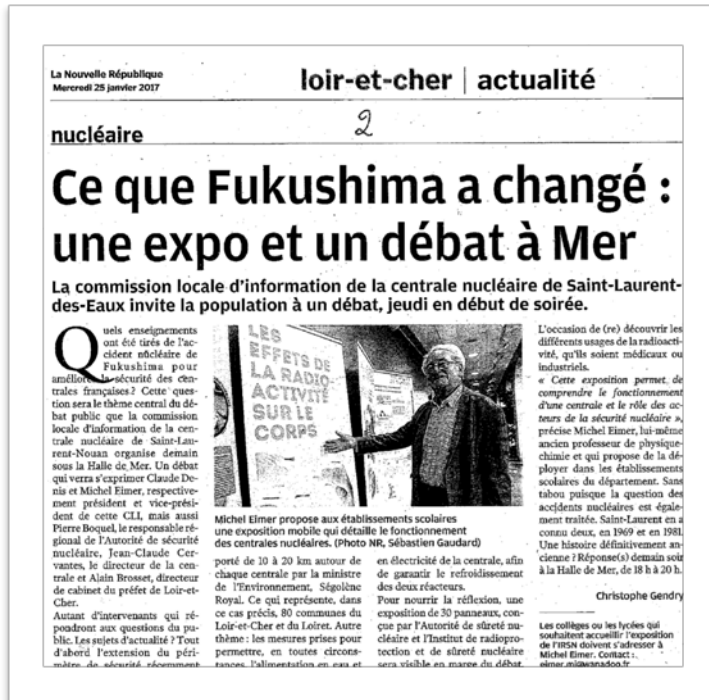 La Nouvelle République
Mercredi 25 janvier 2017
loir-et-cher | actualité
2
nucléaire
Ce que Fukushima a changé :
une expo et un débat à Mer
La commission locale d'information de la centrale nucléaire de Saint-Laurent-
des-Eaux invite la population à un débat, jeudi en début de soirée.
Quels enseignements
ont été tirés de l'ac-
cident nucléaire de
Fukushima pour
améliorer la sécurité des cen-
trales françaises ? Cette ques-
tion sera le thème central du dé-
bat public que la commission
locale d'information de la cen-
trale nucléaire de Saint-Lau-
rent-Nouan organise demain
sous la Halle de Mer. Un débat
qui verra s'exprimer Claude De-
nis et Michel Eimer, respective-
ment président et vice-prési-
dent de cette CLI, mais aussi
Pierre Boquel, le responsable ré-
gional de l'Autorité de sécurité
nucléaire, Jean-Claude Cer-
vantes, le directeur de la cen-
trale et Alain Brosset, directeur
de cabinet du préfet de Loir-et-
Cher.
Autant d'intervenants qui ré-
pondront aux questions du pu-
blic. Les sujets d'actualité ? Tout
d'abord l'extension du péri-
mètre de sécurité récemment
LES
EFFETS DE
LA RADIO-
ACTIVITÉ
SUR LE
CORPS
Michel Eimer propose aux établissements scolaires
une exposition mobile qui détaille le fonctionnement
des centrales nucléaires. (Photo NR, Sébastien Gaudard)
porté de 10 à 20 km autour de
chaque centrale par la ministre
de l'Environnement, Ségolène
Royal. Ce qui représente, dans
ce cas précis, 80 communes du
Loir-et-Cher et du Loiret. Autre
thème : les mesures prises pour
permettre, en toutes circons-
tances, l'alimentation en eau et
en électricité de la centrale, afin
de garantir le refroidissement
des deux réacteurs.
Pour nourrir la réflexion, une
exposition de 30 panneaux, con-
çue par l'Autorité de sûreté nu-
cléaire et l'Institut de radiopro-
tection et de sûreté nucléaire
sera visible en marge du débat.
L'occasion de (re) découvrir les
différents usages de la radioacti-
vité, qu'ils soient médicaux ou
industriels.
« Cette exposition permet de
comprendre le fonctionnement
d'une centrale et le rôle des ac-
teurs de la sécurité nucléaire »,
précise Michel Eimer, lui-même
ancien professeur de physique-
chimie et qui propose de la dé-
ployer dans les établissements
scolaires du département. Sans
tabou puisque la question des
accidents nucléaires est égale-
ment traitée. Saint-Laurent en a
connu deux, en 1969 et en 1981.
Une histoire définitivement an-
cienne ? Réponse(s) demain soir
à la Halle de Mer, de 18 h à 20 h.
Christophe Gendry
Les collèges ou les lycées qui
souhaitent accueillir l'exposition
de l'IRSN doivent s'adresser à
Michel Eimer. Contact :
eimer.mi@wanadoo.fr